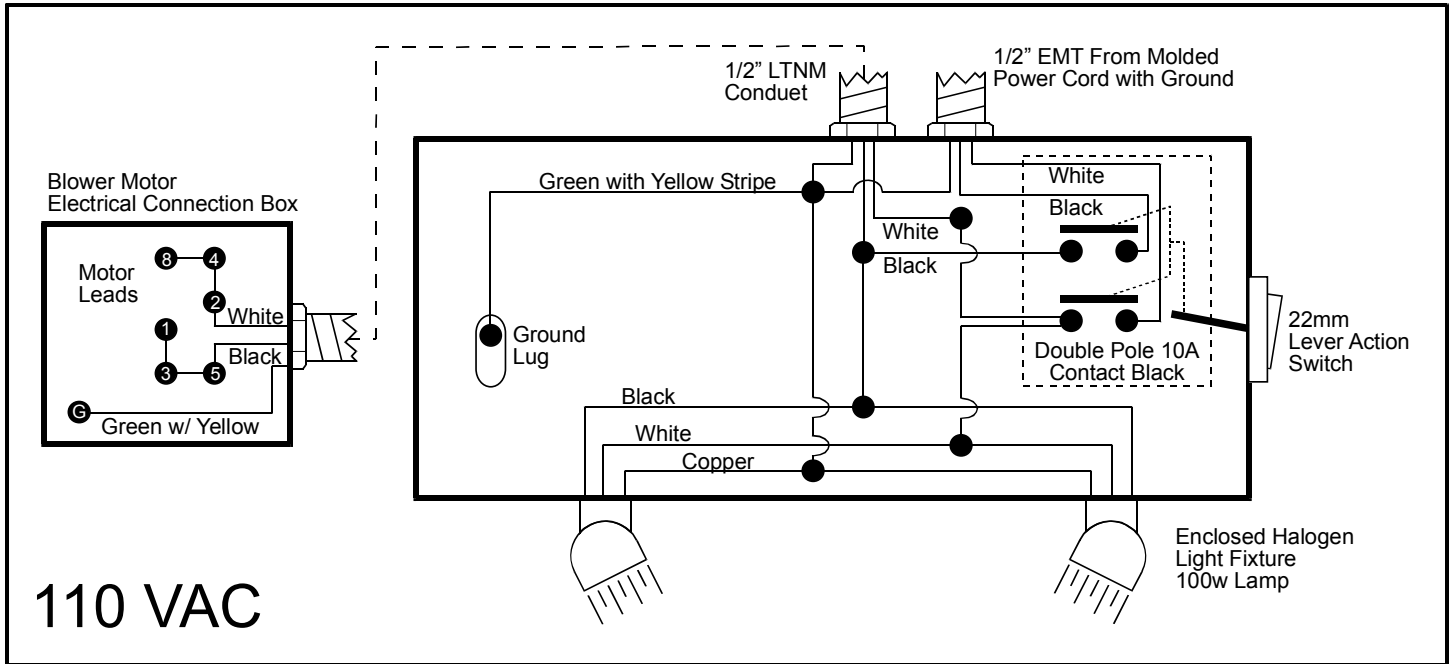 1/2” LTNM
Conduet
1/2” EMT From Molded
Power Cord with Ground
Blower Motor
Electrical Connection Box
Motor
Leads
8
4
2
1
3
5
G
White
Black
Green w/ Yellow
Green with Yellow Stripe
White
Black
White
Black
Ground
Lug
Double Pole 10A
Contact Black
22mm
Lever Action
Switch
Black
White
Copper
Enclosed Halogen
Light Fixture
100w Lamp
110 VAC